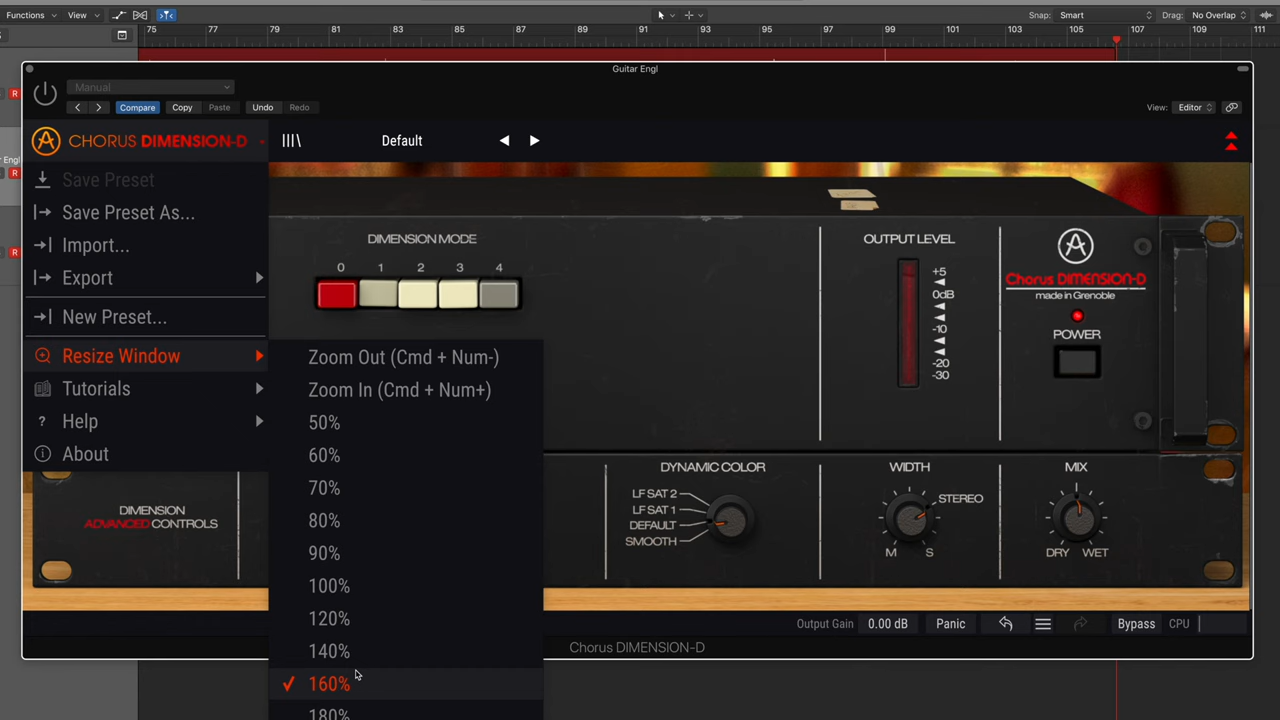 Functions View Snap: Smart Drag: No Overlap
75 79 81 83 85 87 89 91 93 95 97 99 101 103 105 107 109 111
Guitar Engl
Manual
Compare Copy Paste Undo Redo View: Editor
CHORUS DIMENSION-D Default
Save Preset
Save Preset As...
Import...
Export
New Preset...
Resize Window
Tutorials
Help
About
Zoom Out (Cmd + Num-)
Zoom In (Cmd + Num+)
50%
60%
70%
80%
90%
100%
120%
140%
160%
180%
DIMENSION MODE
0 1 2 3 4
OUTPUT LEVEL
+5
0dB
-10
-20
-30
Chorus DIMENSION-D
made in Grenoble
POWER
DIMENSION
ADVANCED CONTROLS
DYNAMIC COLOR
LF SAT 2
LF SAT 1
DEFAULT
SMOOTH
WIDTH
STEREO
M S
MIX
DRY WET
Output Gain 0.00 dB Panic Bypass CPU
Chorus DIMENSION-D
R
R
R
Engl